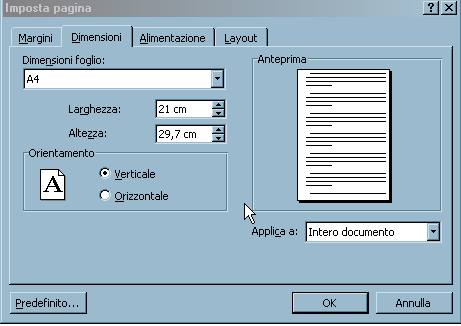 Imposta pagina
Margini Dimensioni Alimentazione Layout
Dimensioni foglio:
A4
Larghezza: 21 cm
Altezza: 29,7 cm
Orientamento
A
Verticale
Orizzontale
Anteprima
Applica a: Intero documento
Predefinito... OK Annulla